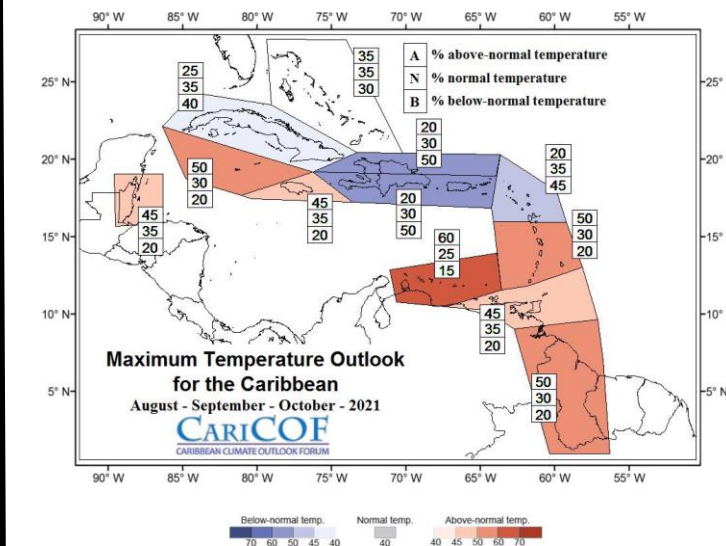 90° W
85° W
80° W
75° W
70° W
65° W
60° W
55° W
25° N
20° N
15° N
10° N
5° N
25° N
20° N
15° N
10° N
5° N
A % above-normal temperature
N % normal temperature
B % below-normal temperature
35
35
30
25
35
40
20
30
50
20
35
45
50
30
20
45
35
20
45
35
20
20
30
50
50
30
20
60
25
15
45
35
20
50
30
20
Maximum Temperature Outlook
for the Caribbean
August - September - October - 2021
CARICOF
CARIBBEAN CLIMATE OUTLOOK FORUM
90° W
85° W
80° W
75° W
70° W
65° W
60° W
55° W
Below-normal temp.
Normal temp.
Above-normal temp.
70 60 50 45 40
40
40 45 50 60 70